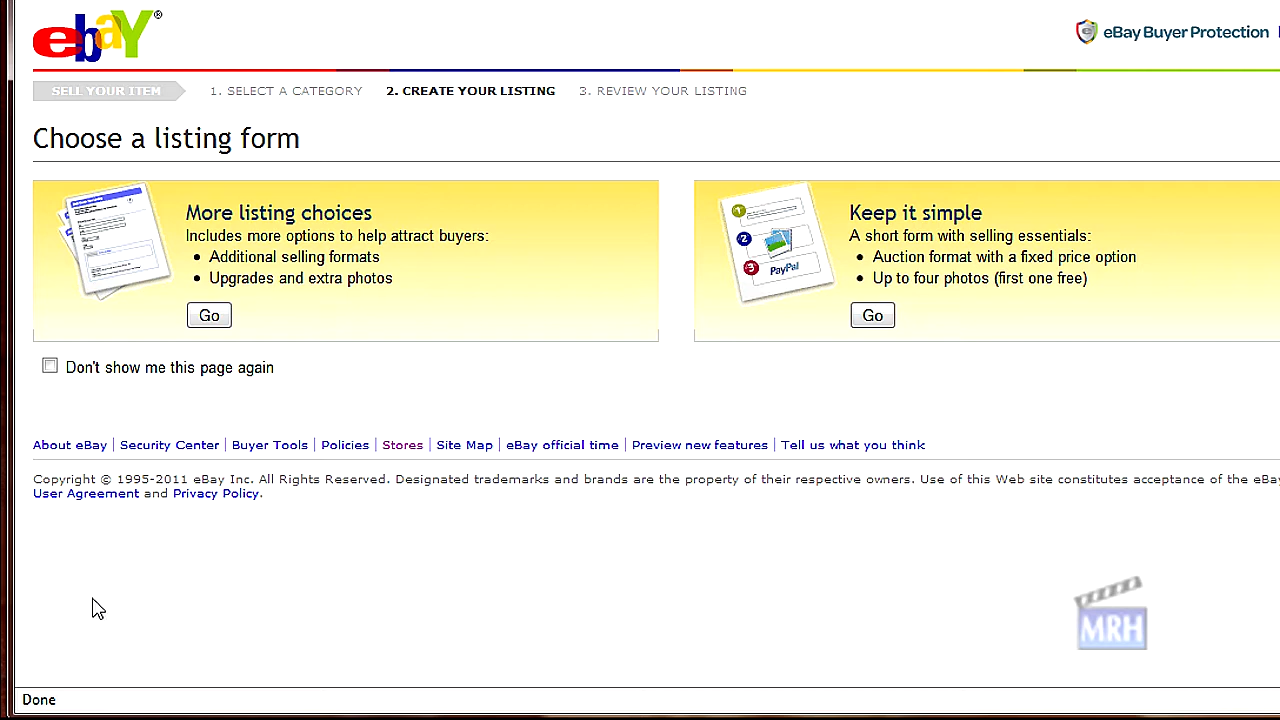 ebaY®
eBay Buyer Protection
SELL YOUR ITEM 1. SELECT A CATEGORY 2. CREATE YOUR LISTING 3. REVIEW YOUR LISTING
Choose a listing form
More listing choices
Includes more options to help attract buyers:
• Additional selling formats
• Upgrades and extra photos
Go
1
2
3 PayPal
Keep it simple
A short form with selling essentials:
• Auction format with a fixed price option
• Up to four photos (first one free)
Go
Don't show me this page again
About eBay | Security Center | Buyer Tools | Policies | Stores | Site Map | eBay official time | Preview new features | Tell us what you think
Copyright © 1995-2011 eBay Inc. All Rights Reserved. Designated trademarks and brands are the property of their respective owners. Use of this Web site constitutes acceptance of the eBay
User Agreement and Privacy Policy.
MRH
Done